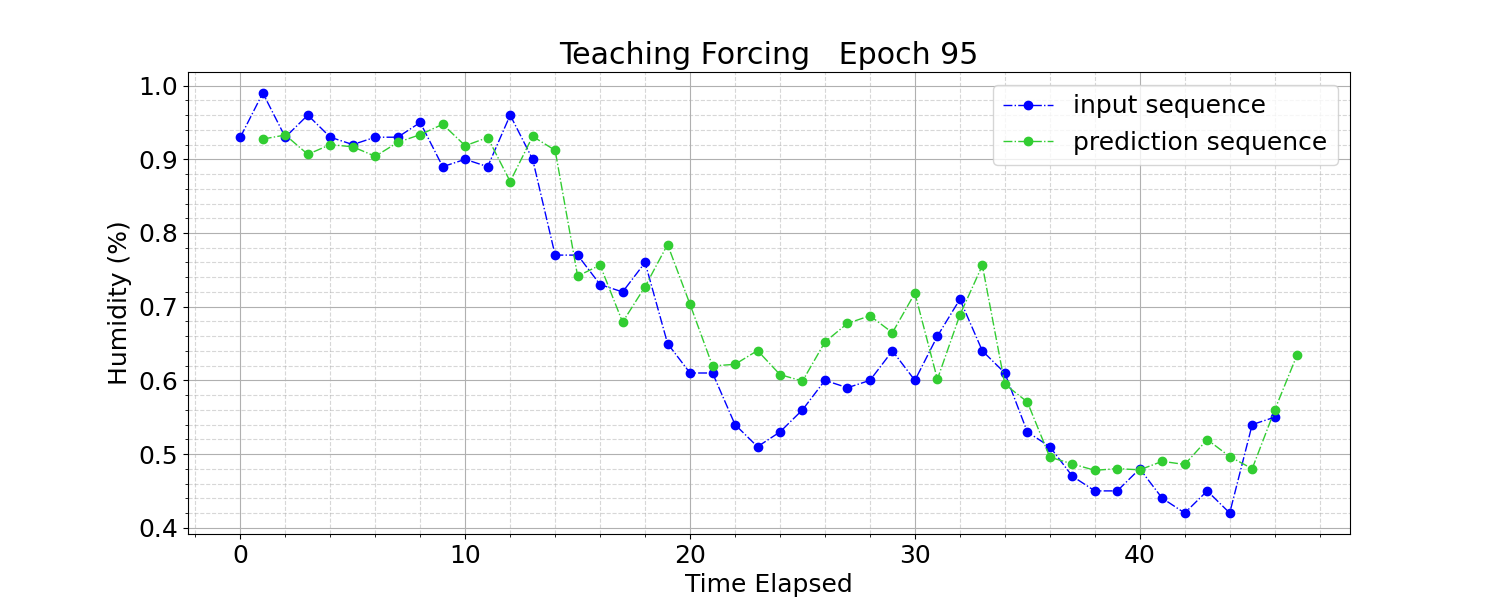 Teaching Forcing   Epoch 95
input sequence
prediction sequence
Humidity (%)
1.0
0.9
0.8
0.7
0.6
0.5
0.4
0 10 20 30 40
Time Elapsed